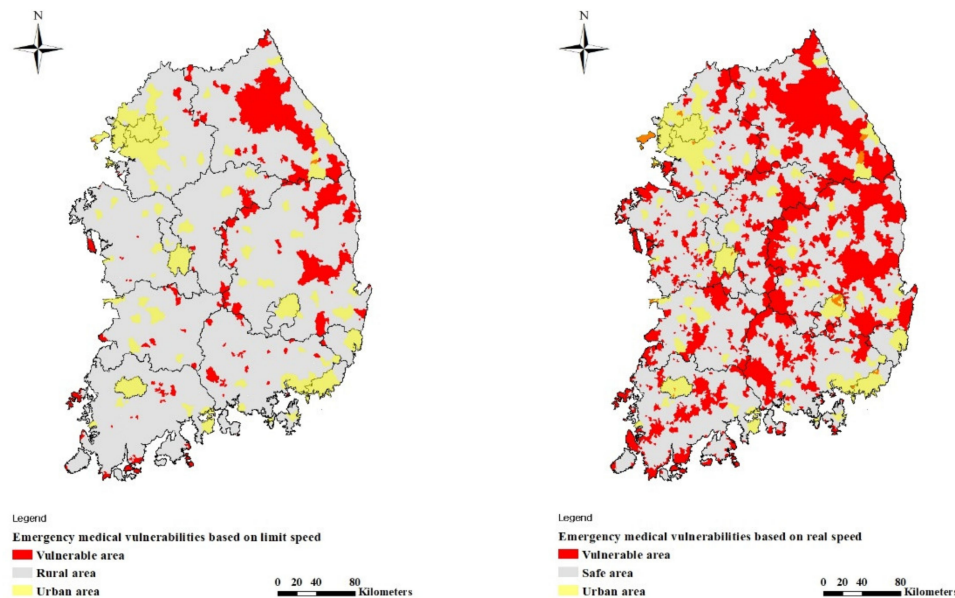 N
N
Legend
Emergency medical vulnerabilities based on limit speed
Vulnerable area
Rural area
Urban area
0 20 40 80
Kilometers
Legend
Emergency medical vulnerabilities based on real speed
Vulnerable area
Safe area
Urban area
0 20 40 80
Kilometers